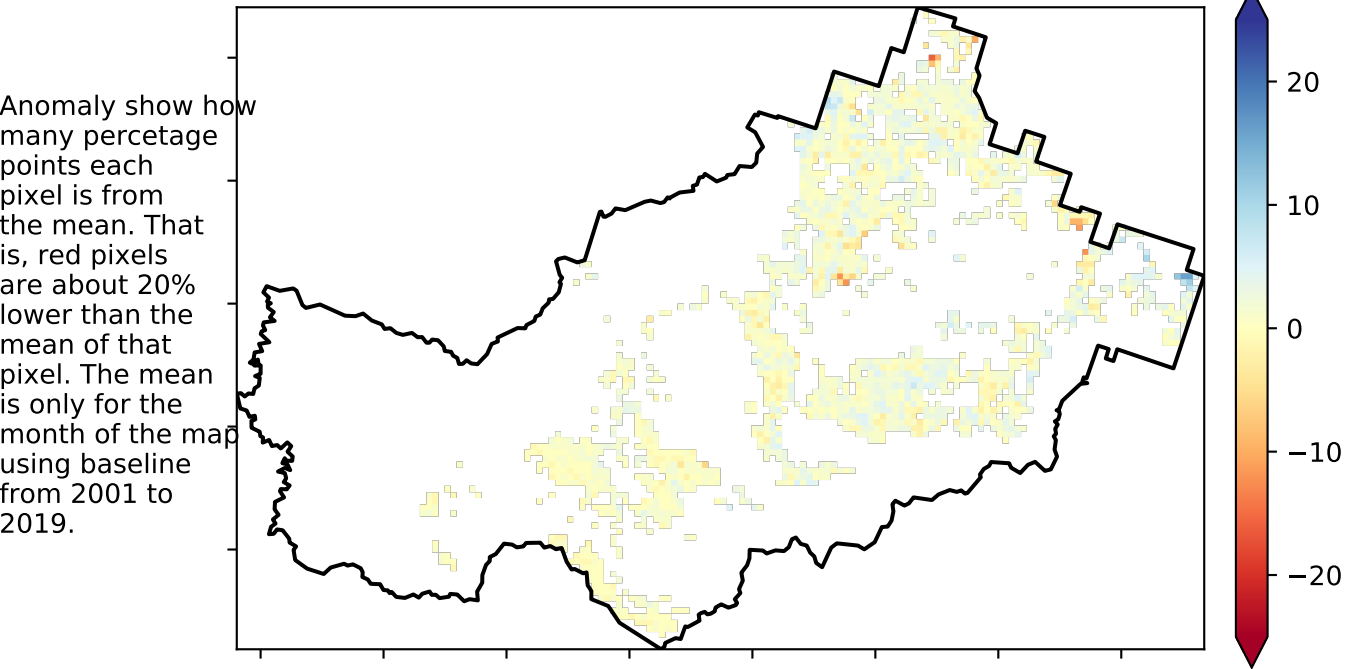 Anomaly show how
many percetage
points each
pixel is from
the mean. That
is, red pixels
are about 20%
lower than the
mean of that
pixel. The mean
is only for the
month of the map
using baseline
from 2001 to
2019.
20
10
0
−10
−20